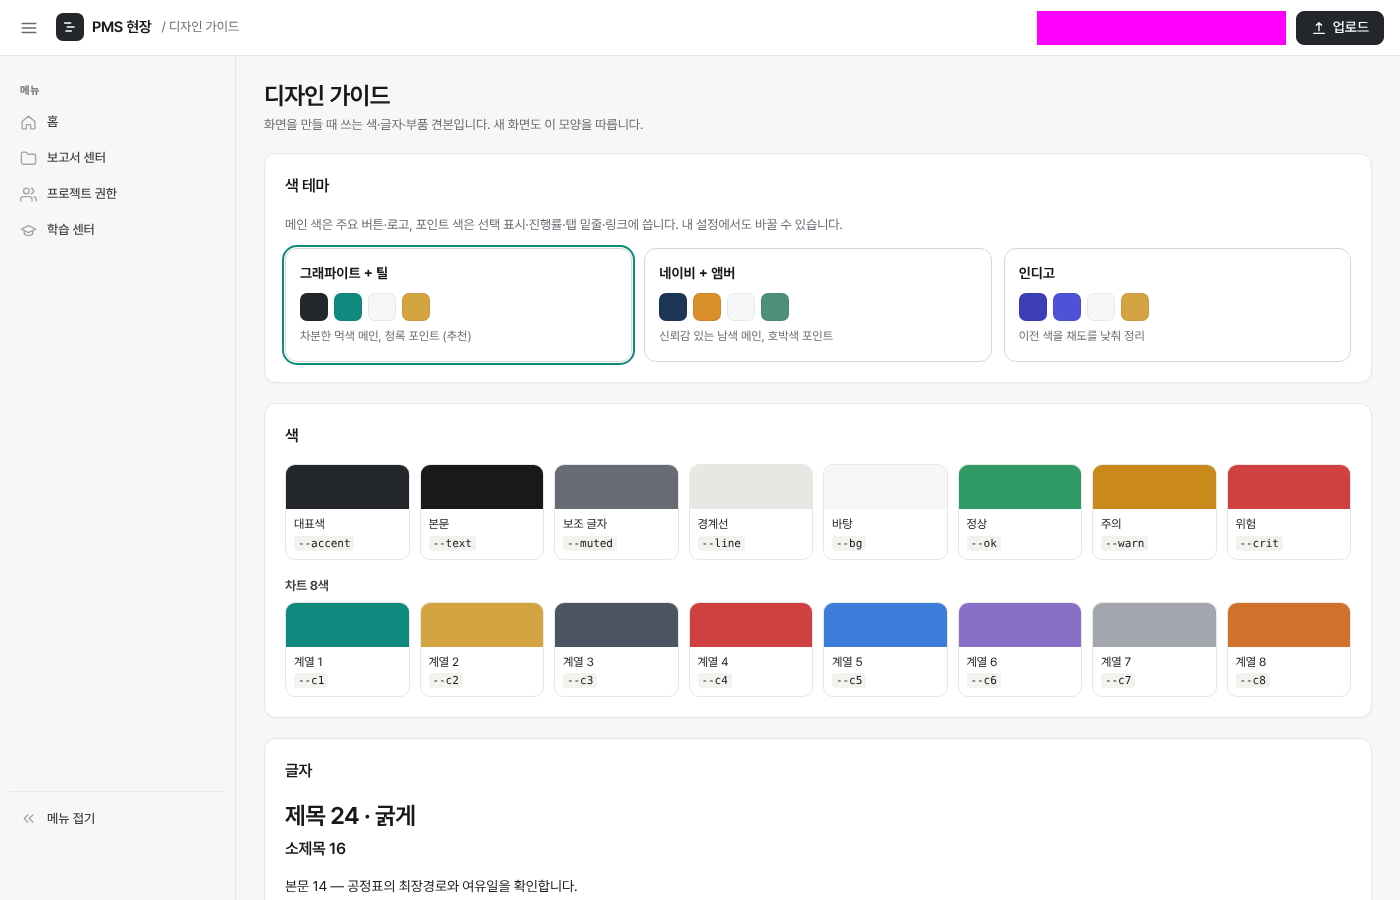 PMS 현장 / 디자인 가이드
업로드
메뉴
홈
보고서 센터
프로젝트 권한
학습 센터
메뉴 접기
디자인 가이드
화면을 만들 때 쓰는 색·글자·부품 견본입니다. 새 화면도 이 모양을 따릅니다.
색 테마
메인 색은 주요 버튼·로고, 포인트 색은 선택 표시·진행률·탭 밑줄·링크에 씁니다. 내 설정에서도 바꿀 수 있습니다.
그래파이트 + 틸
차분한 먹색 메인, 청록 포인트 (추천)
네이비 + 앰버
신뢰감 있는 남색 메인, 호박색 포인트
인디고
이전 색을 채도를 낮춰 정리
색
대표색
--accent
본문
--text
보조 글자
--muted
경계선
--line
바탕
--bg
정상
--ok
주의
--warn
위험
--crit
차트 8색
계열 1
--c1
계열 2
--c2
계열 3
--c3
계열 4
--c4
계열 5
--c5
계열 6
--c6
계열 7
--c7
계열 8
--c8
글자
제목 24 · 굵게
소제목 16
본문 14 — 공정표의 최장경로와 여유일을 확인합니다.